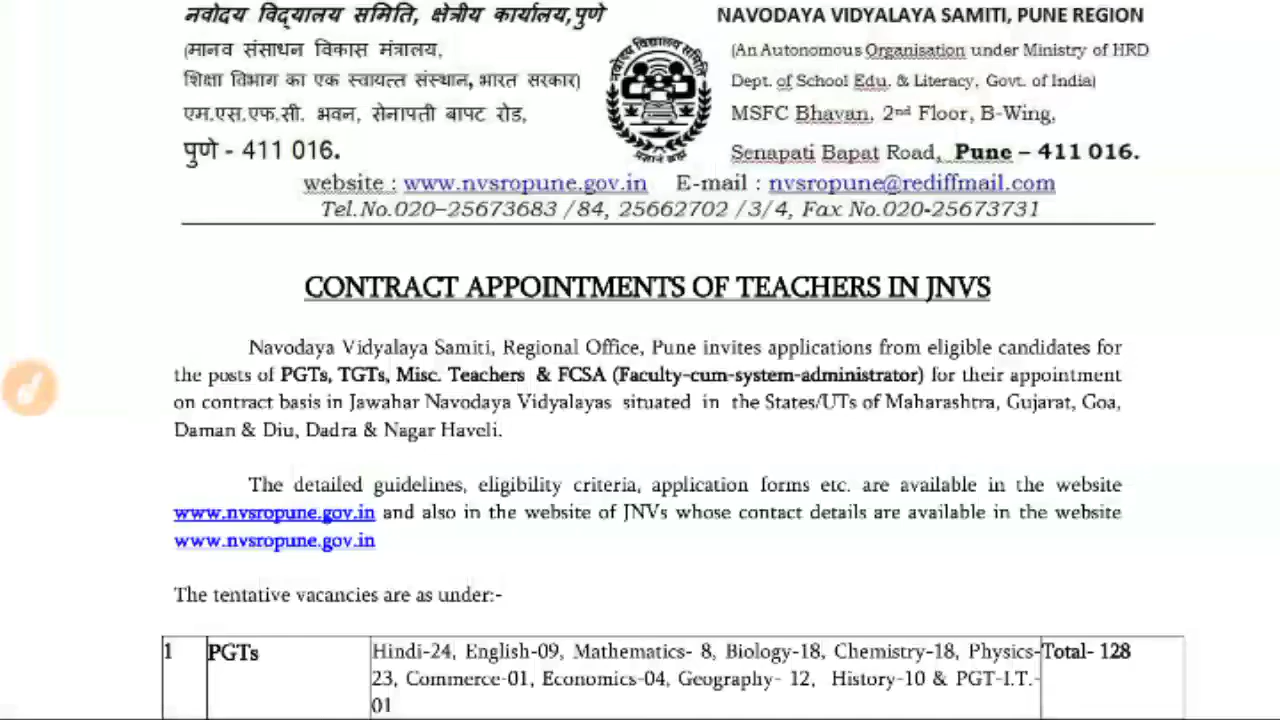 नवोदय विद्यालय समिति, क्षेत्रीय कार्यालय,पुणे
(मानव संसाधन विकास मंत्रालय,
शिक्षा विभाग का एक स्वायत्त संस्थान, भारत सरकार)
एम.एस.एफ.सी. भवन, सेनापती बापट रोड,
पुणे - 411 016.
नवोदय विद्यालय समिति
प्रज्ञानं ब्रह्म
NAVODAYA VIDYALAYA SAMITI, PUNE REGION
(An Autonomous Organisation under Ministry of HRD
Dept. of School Edu. & Literacy, Govt. of India)
MSFC Bhavan, 2nd Floor, B-Wing,
Senapati Bapat Road, Pune – 411 016.
website : www.nvsropune.gov.in E-mail : nvsropune@rediffmail.com
Tel.No.020–25673683 /84, 25662702 /3/4, Fax No.020-25673731
CONTRACT APPOINTMENTS OF TEACHERS IN JNVS
Navodaya Vidyalaya Samiti, Regional Office, Pune invites applications from eligible candidates for
the posts of PGTs, TGTs, Misc. Teachers & FCSA (Faculty-cum-system-administrator) for their appointment
on contract basis in Jawahar Navodaya Vidyalayas situated in the States/UTs of Maharashtra, Gujarat, Goa,
Daman & Diu, Dadra & Nagar Haveli.
The detailed guidelines, eligibility criteria, application forms etc. are available in the website
www.nvsropune.gov.in and also in the website of JNVs whose contact details are available in the website
www.nvsropune.gov.in
The tentative vacancies are as under:-
1 PGTs Hindi-24, English-09, Mathematics- 8, Biology-18, Chemistry-18, Physics- Total- 128
23, Commerce-01, Economics-04, Geography- 12, History-10 & PGT-I.T.-
01